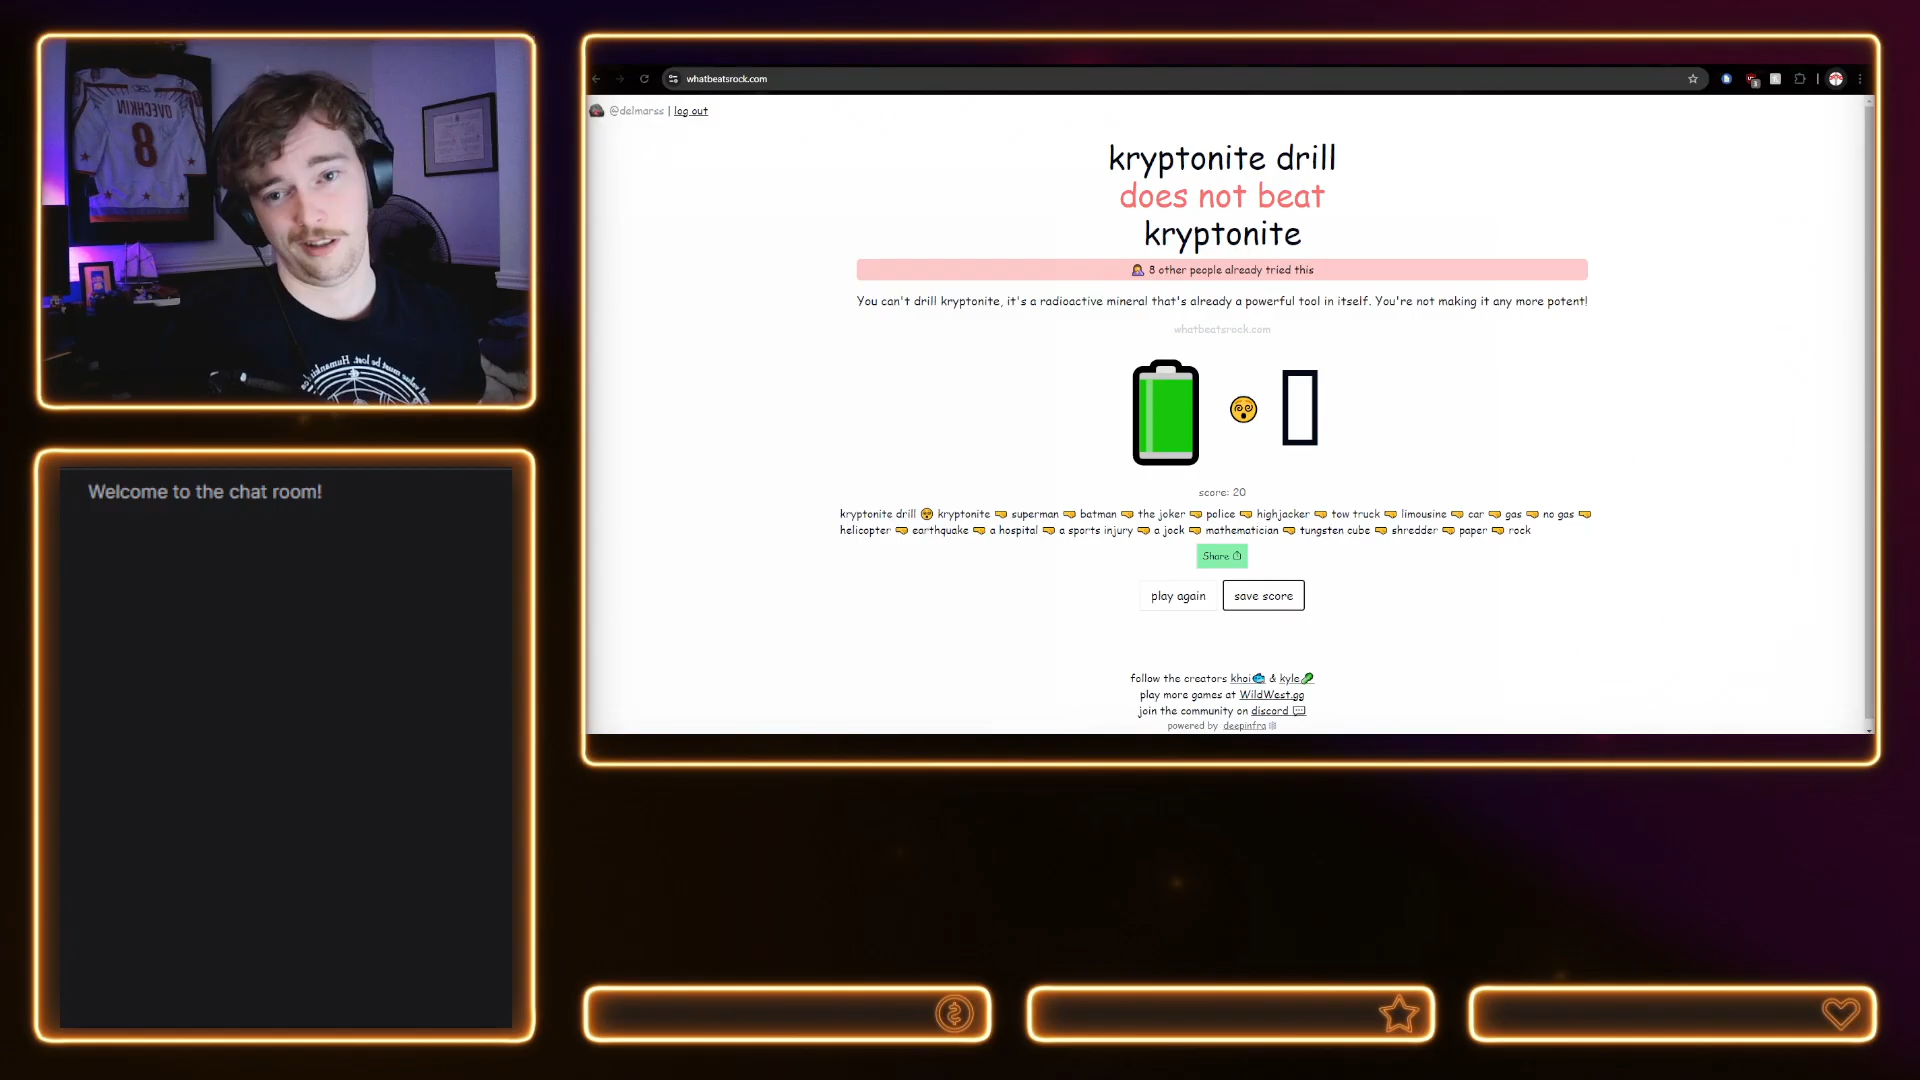 OVECHKIN
8
Welcome to the chat room!
whatbeatsrock.com
@delmarss | log out
kryptonite drill
does not beat
kryptonite
8 other people already tried this
You can't drill kryptonite, it's a radioactive mineral that's already a powerful tool in itself. You're not making it any more potent!
whatbeatsrock.com
score: 20
kryptonite drill 😵 kryptonite 🤜 superman 🤜 batman 🤜 the joker 🤜 police 🤜 highjacker 🤜 tow truck 🤜 limousine 🤜 car 🤜 gas 🤜 no gas 🤜
helicopter 🤜 earthquake 🤜 a hospital 🤜 a sports injury 🤜 a jock 🤜 mathematician 🤜 tungsten cube 🤜 shredder 🤜 paper 🤜 rock
Share
play again
save score
follow the creators khoi & kyle
play more games at WildWest.gg
join the community on discord
powered by deepinfra